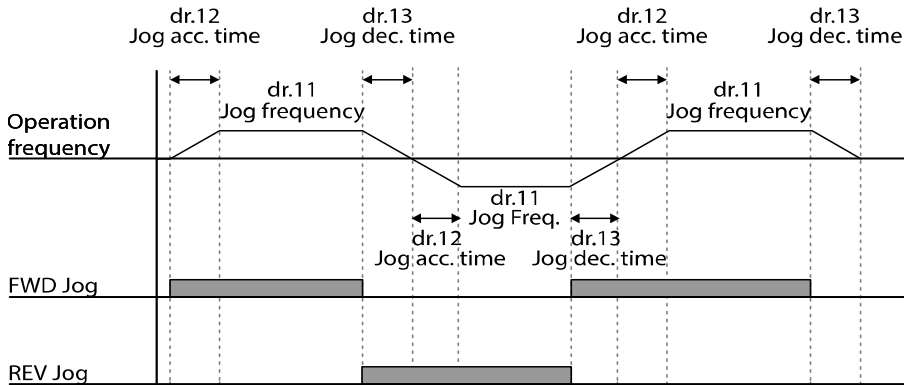 dr.12
Jog acc. time
dr.13
Jog dec. time
dr.12
Jog acc. time
dr.13
Jog dec. time
dr.11
Jog frequency
dr.11
Jog frequency
Operation
frequency
dr.11
Jog Freq.
dr.12
Jog acc. time
dr.13
Jog dec. time
FWD Jog
REV Jog